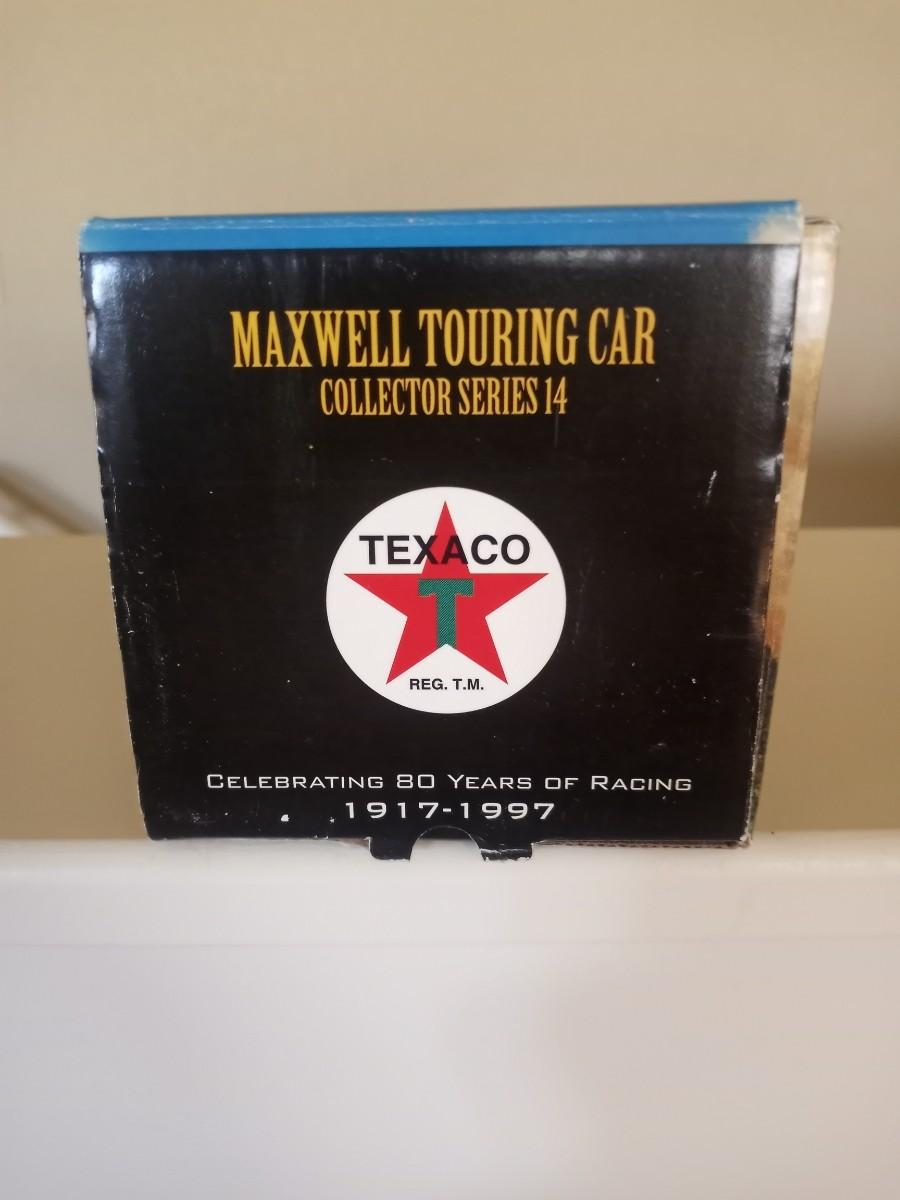 MAXWELL TOURING CAR
COLLECTOR SERIES 14
TEXACO
T
REG. T.M.
CELEBRATING 80 YEARS OF RACING
1917-1997